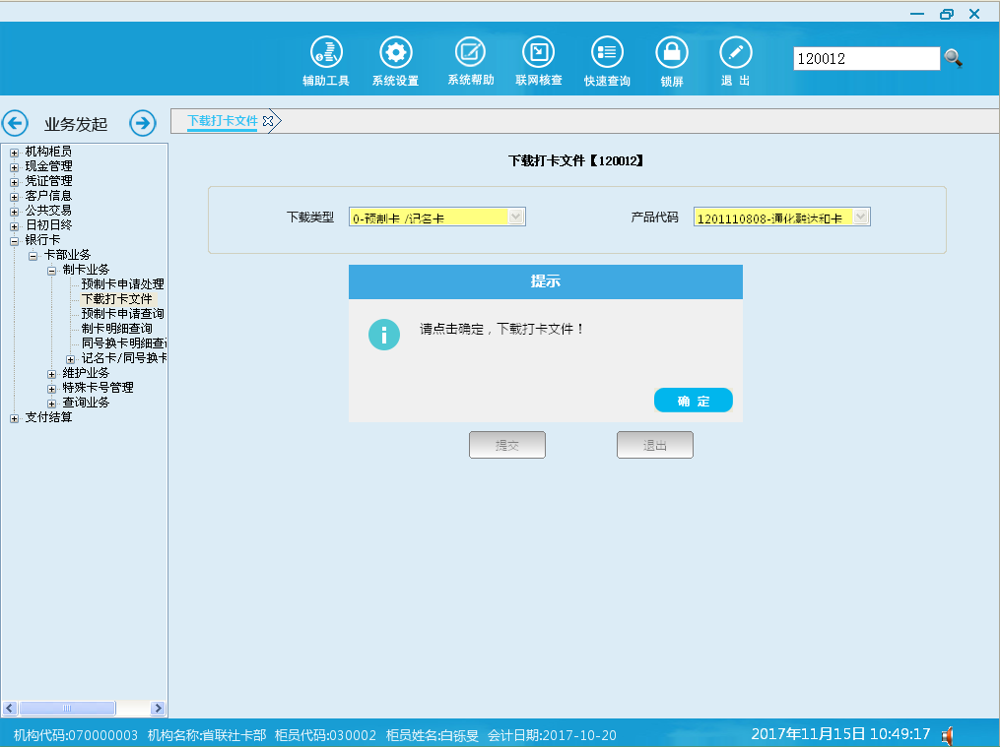 辅助工具 系统设置 系统帮助 联网核查 快速查询 锁屏 退 出 120012
业务发起 下载打卡文件
下载打卡文件【120012】
机构柜员
现金管理
凭证管理
客户信息
公共交易
日初日终
银行卡
卡部业务
制卡业务
预制卡申请处理
下载打卡文件
预制卡申请查询
制卡明细查询
同号换卡明细查询
记名卡/同号换卡
维护业务
特殊卡号管理
查询业务
支付结算
下载类型 0-预制卡 /记名卡 产品代码 1201110808-通化融达和卡
提示
请点击确定，下载打卡文件！
确 定
提交 退出
机构代码:070000003 机构名称:省联社卡部 柜员代码:030002 柜员姓名:白铄旻 会计日期:2017-10-20 2017年11月15日 10:49:17